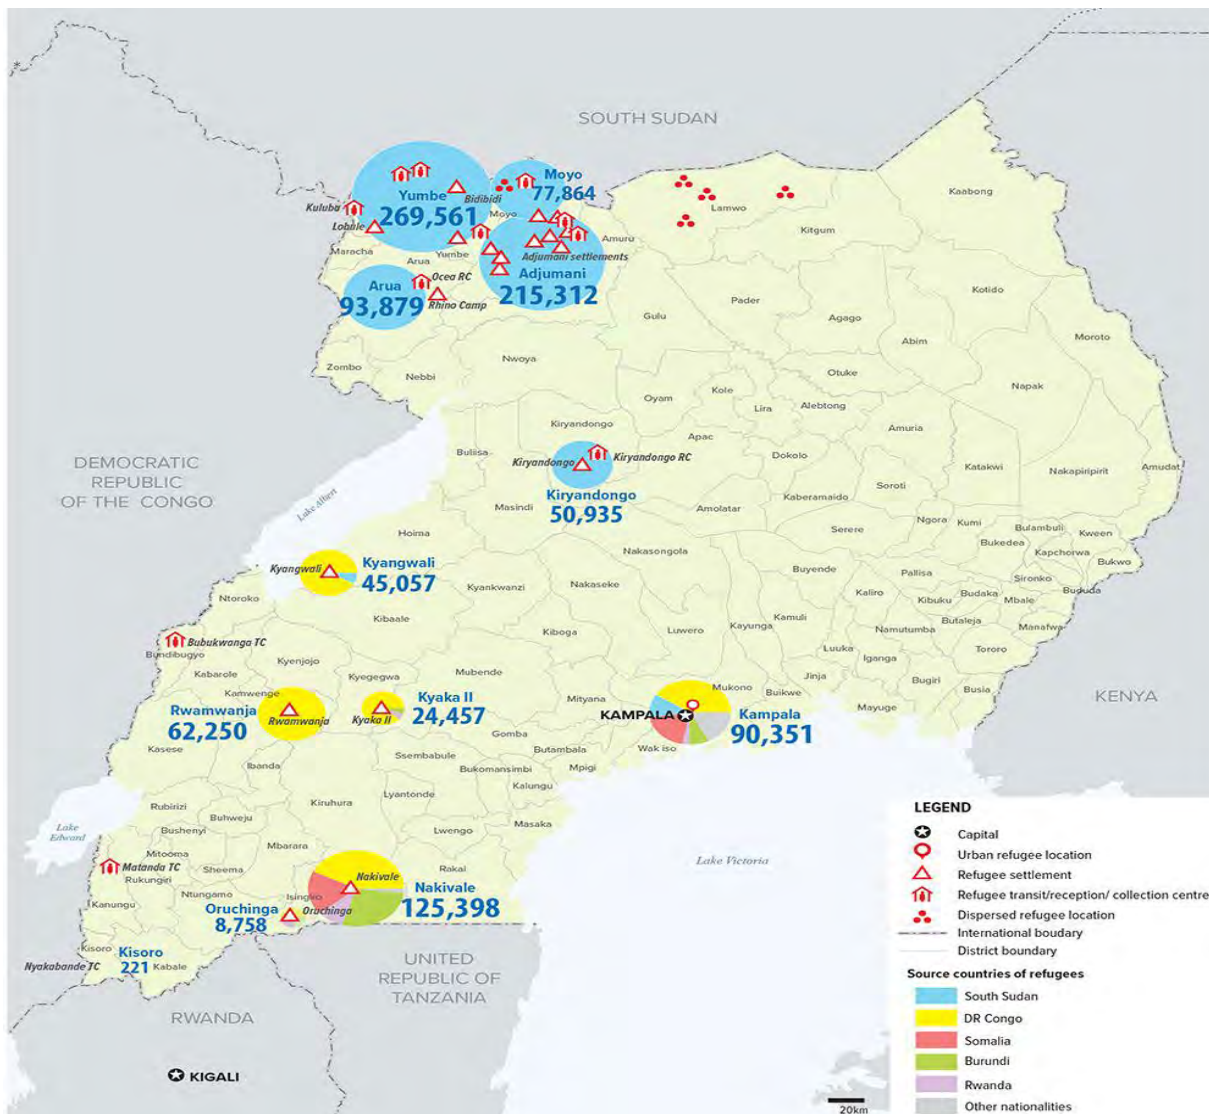 SOUTH SUDAN
Kaabong
Moyo
77,864
Yumbe
269,561
Bidibidi
Kuluba
Lobule
Moyo
Lamwo
Kitgum
Maracha
Arua
Yumbe
Amuru
Adjumani settlements
Adjumani
215,312
Ocea RC
Arua
93,879
Rhino Camp
Kotido
Pader
Gulu
Agago
Abim
Moroto
Nwoya
Zombo
Nebbi
Otuke
Napak
Kole
Oyam
Lira
Alebtong
Kiryandongo
Amuria
Apac
Buliisa
Kiryandongo
Kiryandongo RC
Dokolo
Katakwi
Nakapiripirit
Amudat
DEMOCRATIC
REPUBLIC
OF THE CONGO
Soroti
Kiryandongo
50,935
Kaberamaido
Masindi
Amolatar
Lake Albert
Serere
Ngora
Kumi
Bulambuli
Kween
Hoima
Bukedea
Kapchorwa
Nakasongola
Bukwo
Kyangwali
Kyangwali
45,057
Buyende
Pallisa
Sironko
Kyankwanzi
Nakaseke
Kaliro
Kibuku
Budaka
Mbale
Bududa
Ntoroko
Kibaale
Kamuli
Butaleja
Kayunga
Manafwa
Kiboga
Luwero
Namutumba
Bubukwanga TC
Bundibugyo
Luuka
Iganga
Tororo
Kyenjojo
Kabarole
Mubende
Kyegegwa
Jinja
Bugiri
Busia
Kamwenge
Mukono
Buikwe
KENYA
Kyaka II
24,457
Mityana
Rwamwanja
62,250
Rwamwanja
Kyaka II
KAMPALA
Kampala
90,351
Mayuge
Gomba
Kasese
Butambala
Wak iso
Ssembabule
Ibanda
Bukomansimbi
Mpigi
Kalungu
Lyantonde
Kiruhura
Rubirizi
Buhweju
Masaka
Lake
Edward
Bushenyi
Lwengo
Mbarara
Mitooma
Matanda TC
Sheema
Rakal
Lake Victoria
Rukungiri
Nakivale
Ntungamo
Isingiro
Nakivale
125,398
Kanungu
Oruchinga
8,758
Oruchinga
Kisoro
Kisoro
221
Kabale
Nyakabande TC
UNITED
REPUBLIC OF
TANZANIA
RWANDA
KIGALI
LEGEND
Capital
Urban refugee location
Refugee settlement
Refugee transit/reception/ collection centre
Dispersed refugee location
International boudary
District boundary
Source countries of refugees
South Sudan
DR Congo
Somalia
Burundi
Rwanda
Other nationalities
20km